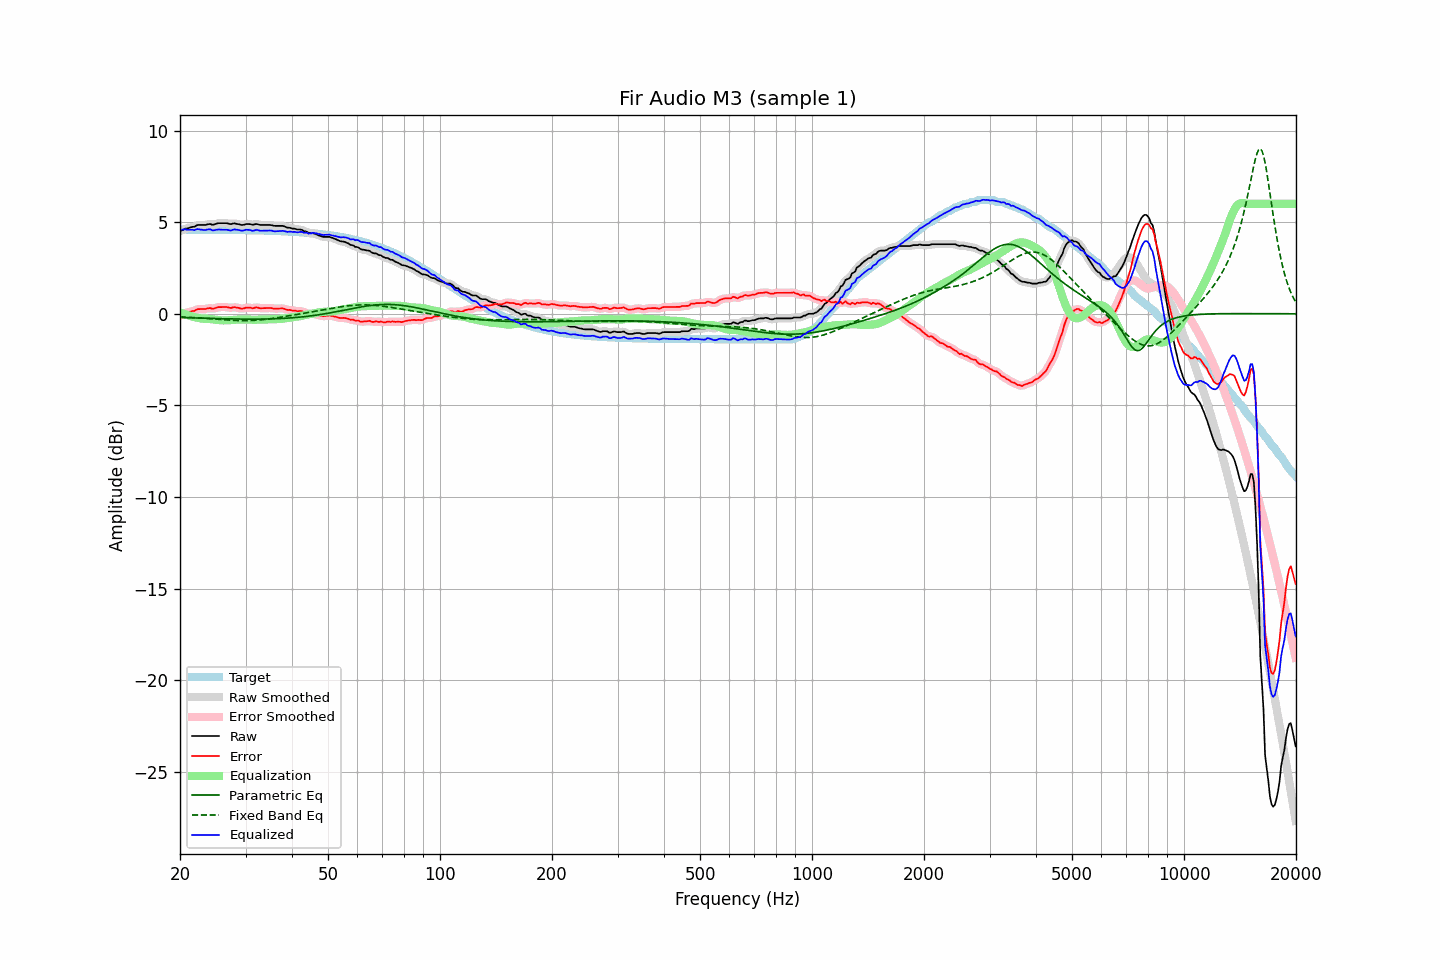 Fir Audio M3 (sample 1)
10
5
0
−5
−10
−15
−20
−25
Amplitude (dBr)
Target
Raw Smoothed
Error Smoothed
Raw
Error
Equalization
Parametric Eq
Fixed Band Eq
Equalized
20 50 100 200 500 1000 2000 5000 10000 20000
Frequency (Hz)